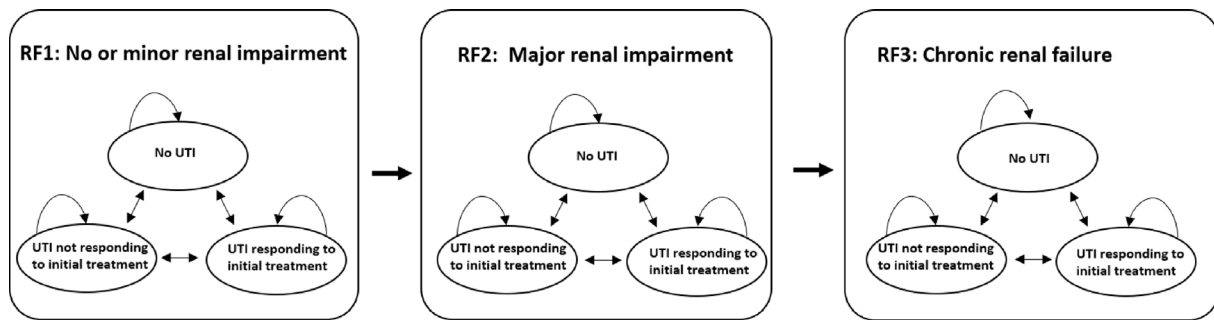 RF1: No or minor renal impairment
No UTI
UTI not responding
to initial treatment
UTI responding to
initial treatment
RF2: Major renal impairment
No UTI
UTI not responding
to initial treatment
UTI responding to
initial treatment
RF3: Chronic renal failure
No UTI
UTI not responding
to initial treatment
UTI responding to
initial treatment